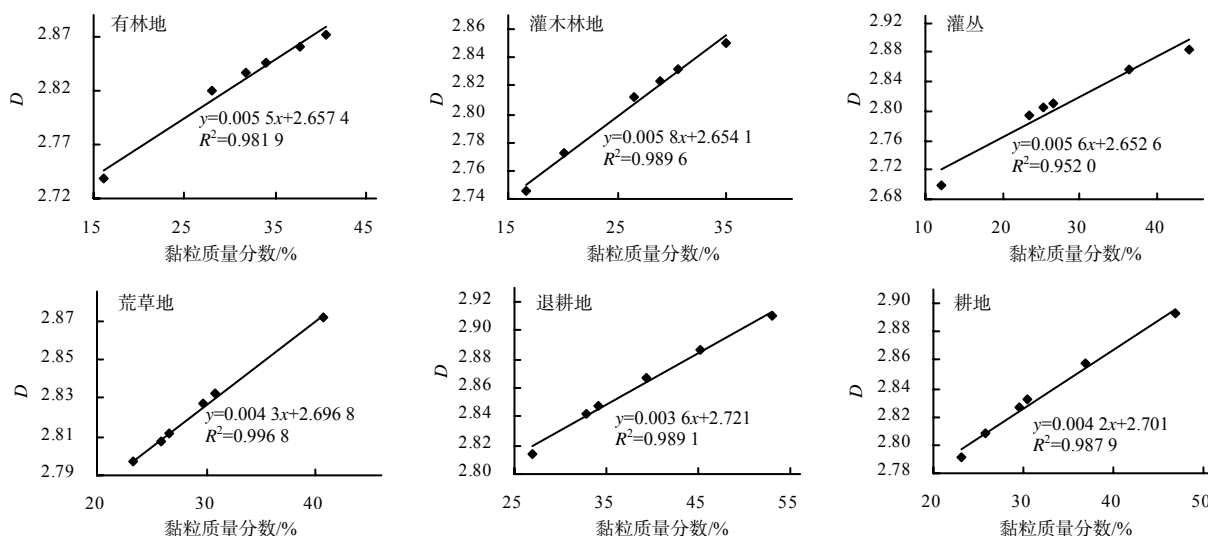 有林地
2.87
2.82
2.77
2.72
D
y=0.005 5x+2.657 4
R²=0.981 9
15 25 35 45
黏粒质量分数/%
灌木林地
2.86
2.84
2.82
2.80
2.78
2.76
2.74
D
y=0.005 8x+2.654 1
R²=0.989 6
15 20 25 30 35 40
黏粒质量分数/%
灌丛
2.92
2.88
2.84
2.80
2.76
2.72
2.68
D
y=0.005 6x+2.652 6
R²=0.952 0
10 20 30 40
黏粒质量分数/%
荒草地
2.87
2.85
2.83
2.81
2.79
D
y=0.004 3x+2.696 8
R²=0.996 8
20 30 40
黏粒质量分数/%
退耕地
2.92
2.90
2.88
2.86
2.84
2.82
2.80
D
y=0.003 6x+2.721
R²=0.989 1
25 35 45 55
黏粒质量分数/%
耕地
2.90
2.88
2.86
2.84
2.82
2.80
2.78
D
y=0.004 2x+2.701
R²=0.987 9
20 30 40 50
黏粒质量分数/%